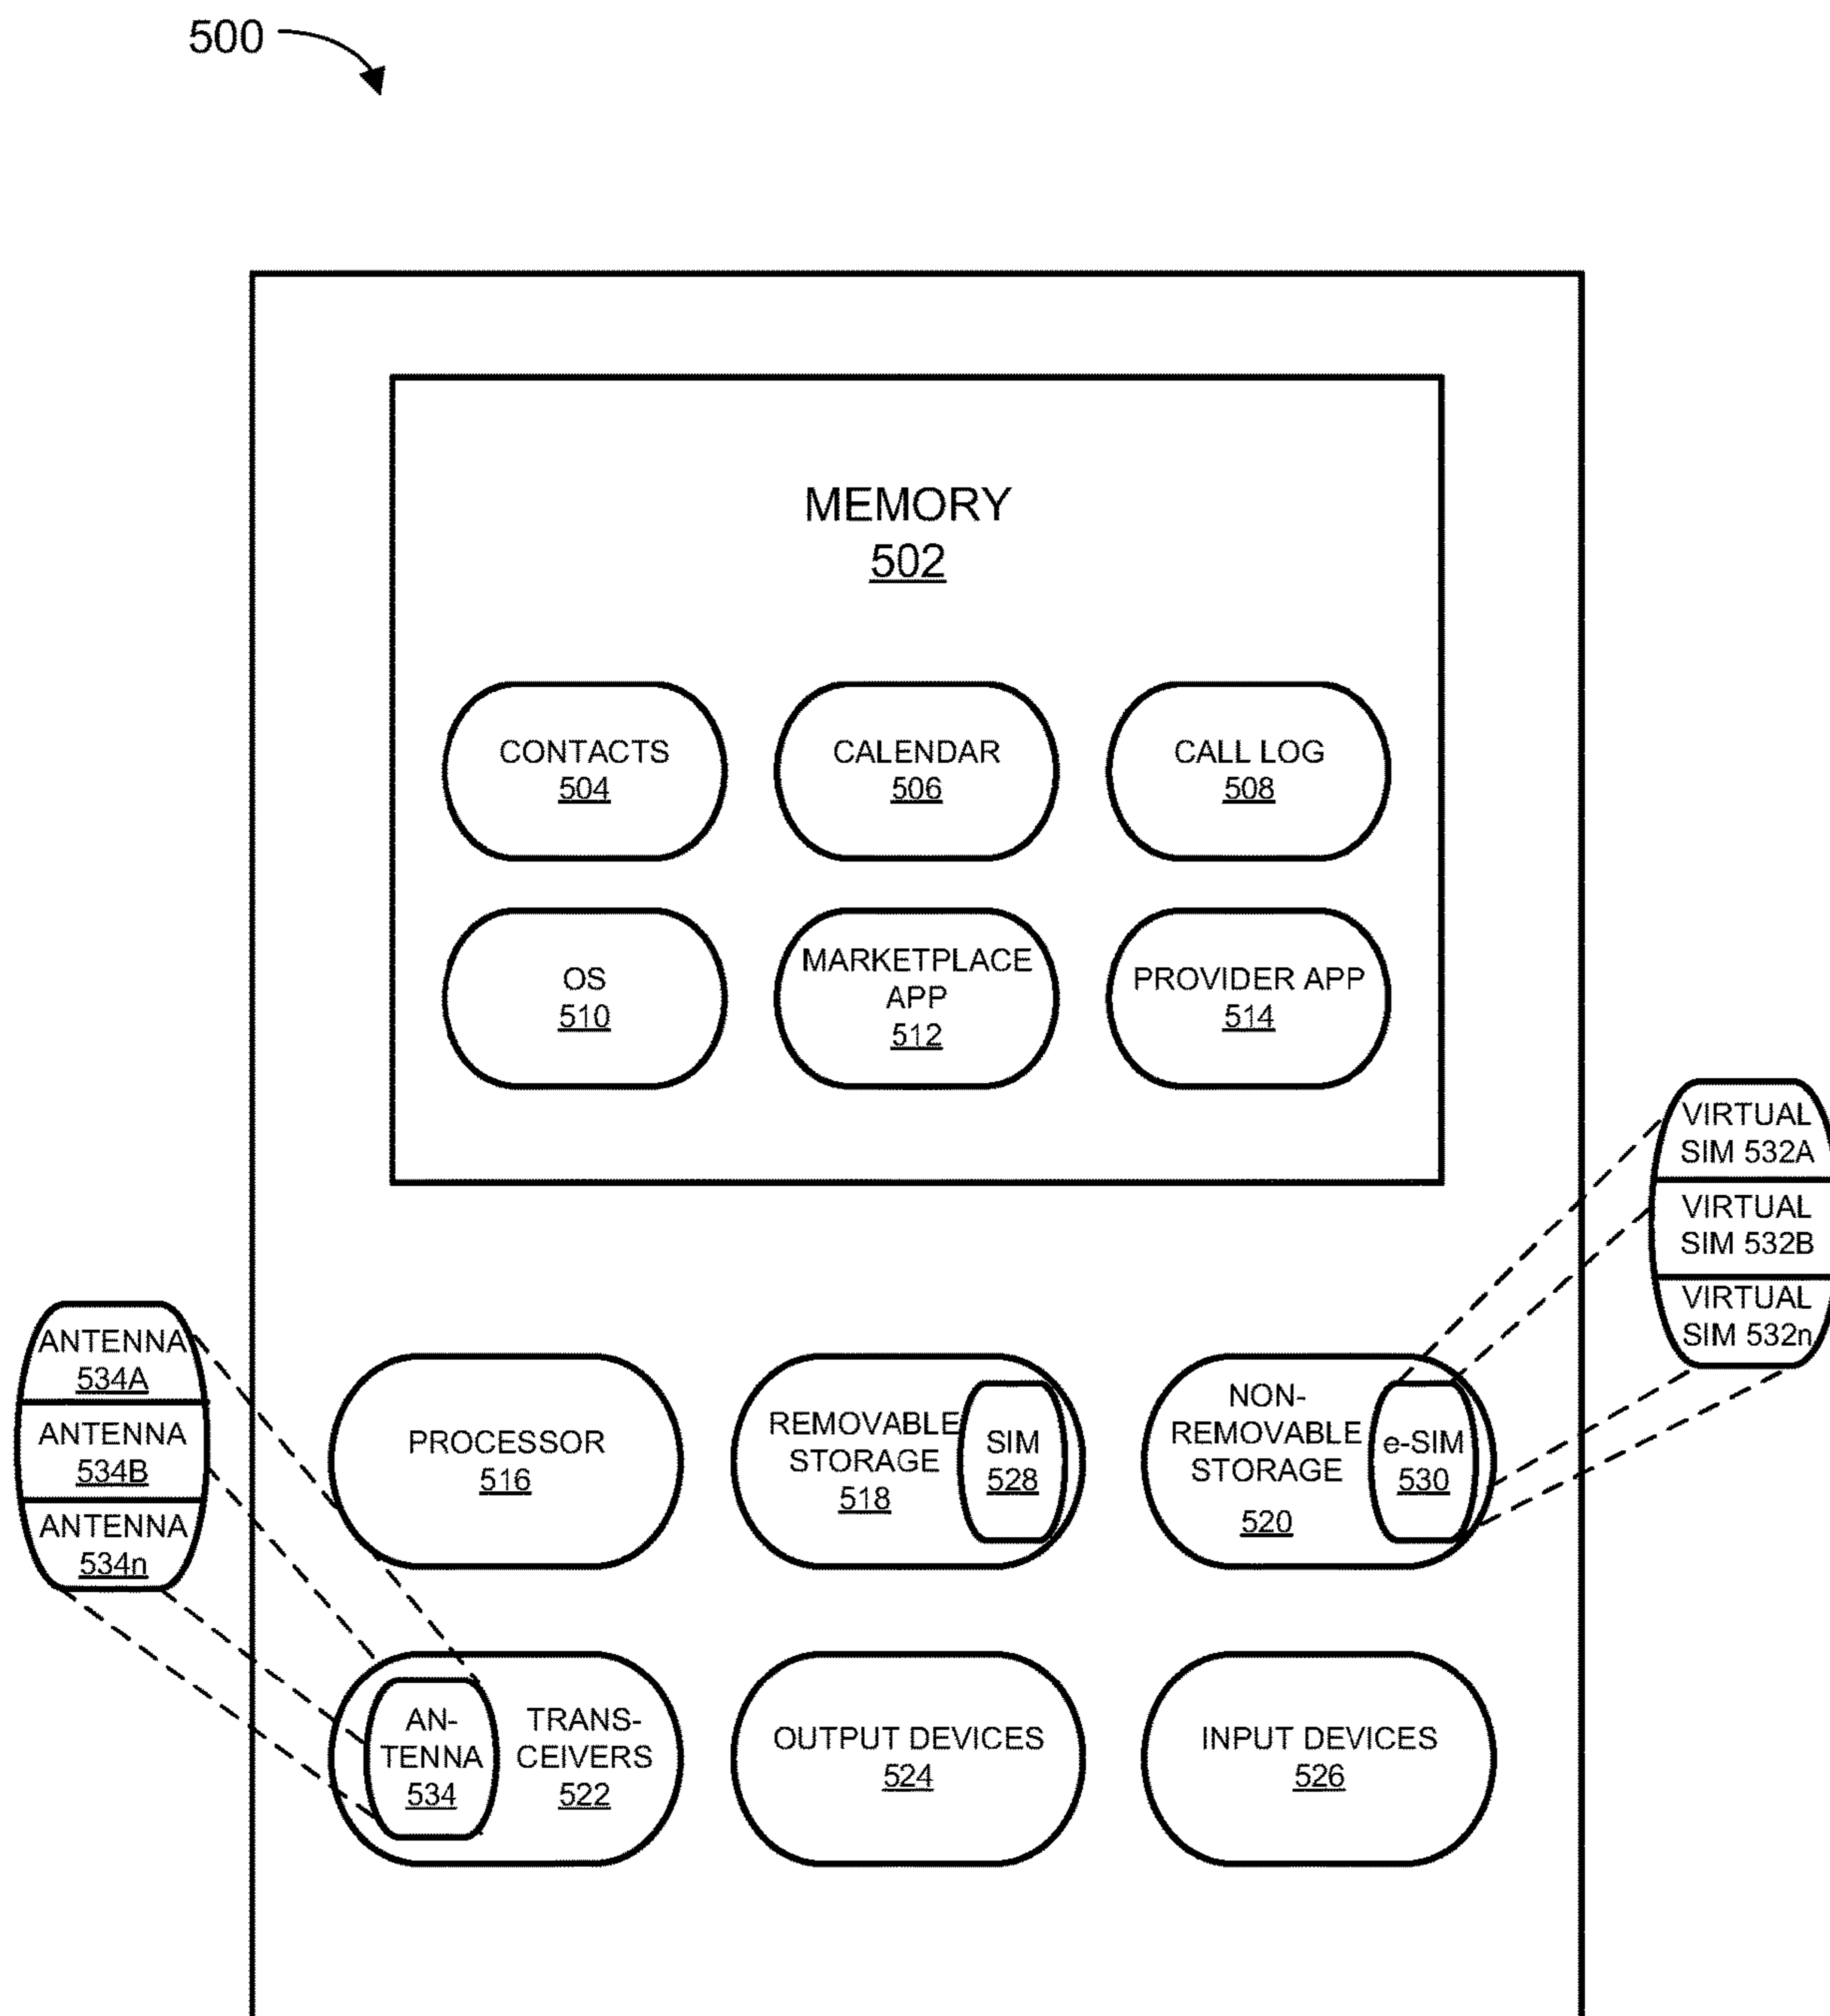 500
MEMORY
502
CONTACTS
504
CALENDAR
506
CALL LOG
508
OS
510
MARKETPLACE
APP
512
PROVIDER APP
514
VIRTUAL
SIM 532A
VIRTUAL
SIM 532B
VIRTUAL
SIM 532n
ANTENNA
534A
ANTENNA
534B
ANTENNA
534n
PROCESSOR
516
REMOVABLE
STORAGE
518
SIM
528
NON-
REMOVABLE
STORAGE
520
e-SIM
530
AN-
TENNA
534
TRANS-
CEIVERS
522
OUTPUT DEVICES
524
INPUT DEVICES
526